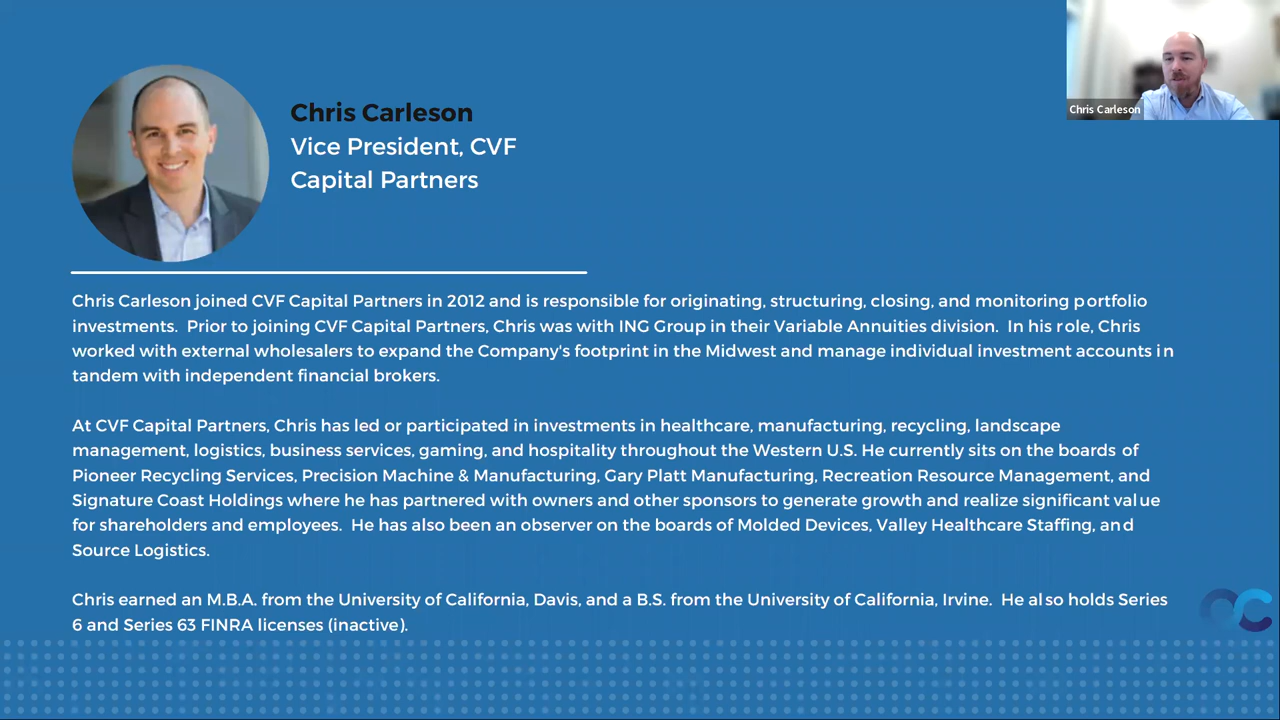 Chris Carleson
Vice President, CVF
Capital Partners
Chris Carleson
Chris Carleson joined CVF Capital Partners in 2012 and is responsible for originating, structuring, closing, and monitoring portfolio
investments.  Prior to joining CVF Capital Partners, Chris was with ING Group in their Variable Annuities division.  In his role, Chris
worked with external wholesalers to expand the Company's footprint in the Midwest and manage individual investment accounts in
tandem with independent financial brokers.
At CVF Capital Partners, Chris has led or participated in investments in healthcare, manufacturing, recycling, landscape
management, logistics, business services, gaming, and hospitality throughout the Western U.S. He currently sits on the boards of
Pioneer Recycling Services, Precision Machine & Manufacturing, Gary Platt Manufacturing, Recreation Resource Management, and
Signature Coast Holdings where he has partnered with owners and other sponsors to generate growth and realize significant value
for shareholders and employees.  He has also been an observer on the boards of Molded Devices, Valley Healthcare Staffing, and
Source Logistics.
Chris earned an M.B.A. from the University of California, Davis, and a B.S. from the University of California, Irvine.  He also holds Series
6 and Series 63 FINRA licenses (inactive).